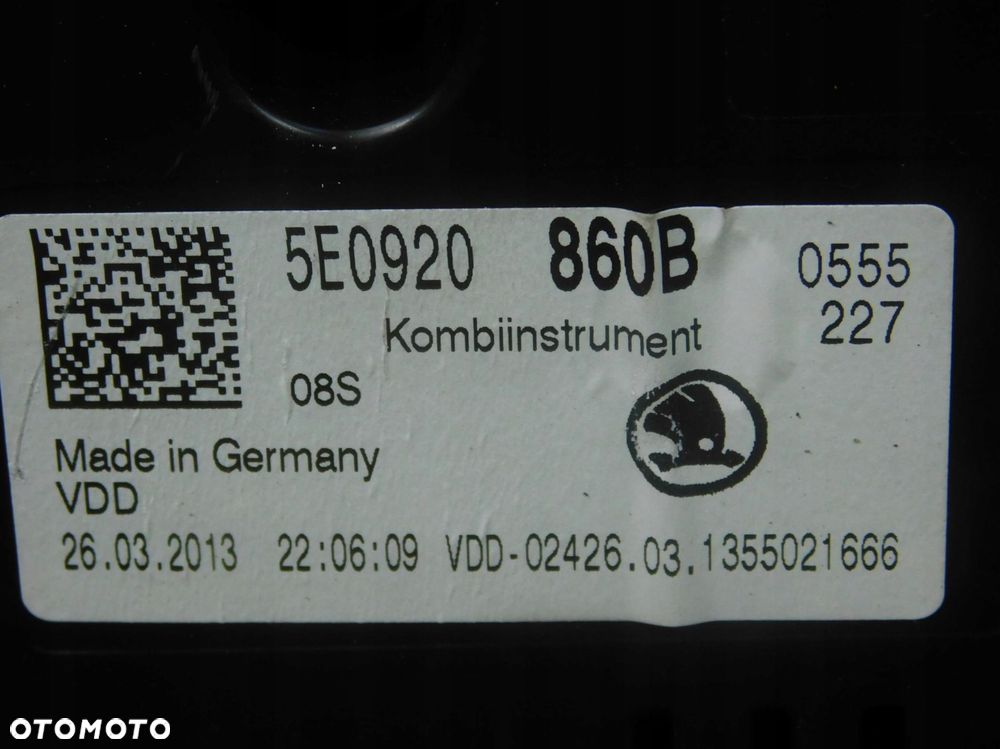 5E0920 860B 0555
227
Kombiinstrument
08S
Made in Germany
VDD
26.03.2013 22:06:09 VDD-02426.03.1355021666
OTOMOTO